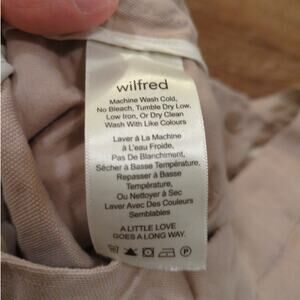 wilfred
Machine Wash Cold,
No Bleach, Tumble Dry Low,
Low Iron, Or Dry Clean
Wash With Like Colours
Laver à La Machine
à L'eau Froide,
Pas De Blanchiment,
Sécher à Basse Température,
Repasser à Basse
Température,
Ou Nettoyer à Sec
Laver Avec Des Couleurs
Semblables
A LITTLE LOVE
GOES A LONG WAY.
P